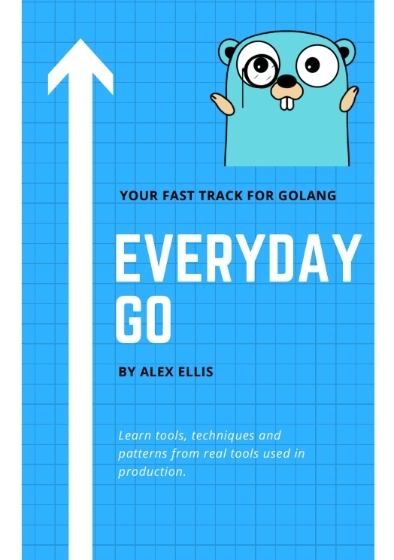 YOUR FAST TRACK FOR GOLANG
EVERYDAY
GO
BY ALEX ELLIS
Learn tools, techniques and
patterns from real tools used in
production.